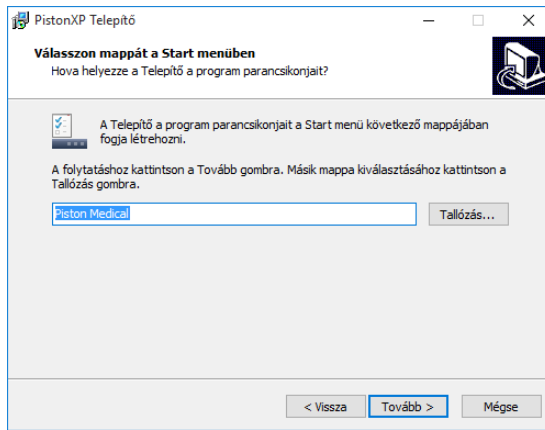 PistonXP Telepítő
Válasszon mappát a Start menüben
Hova helyezze a Telepítő a program parancsikonjait?
A Telepítő a program parancsikonjait a Start menü következő mappájában
fogja létrehozni.
A folytatáshoz kattintson a Tovább gombra. Másik mappa kiválasztásához kattintson a
Tallózás gombra.
Piston Medical
Tallózás...
< Vissza
Tovább >
Mégse